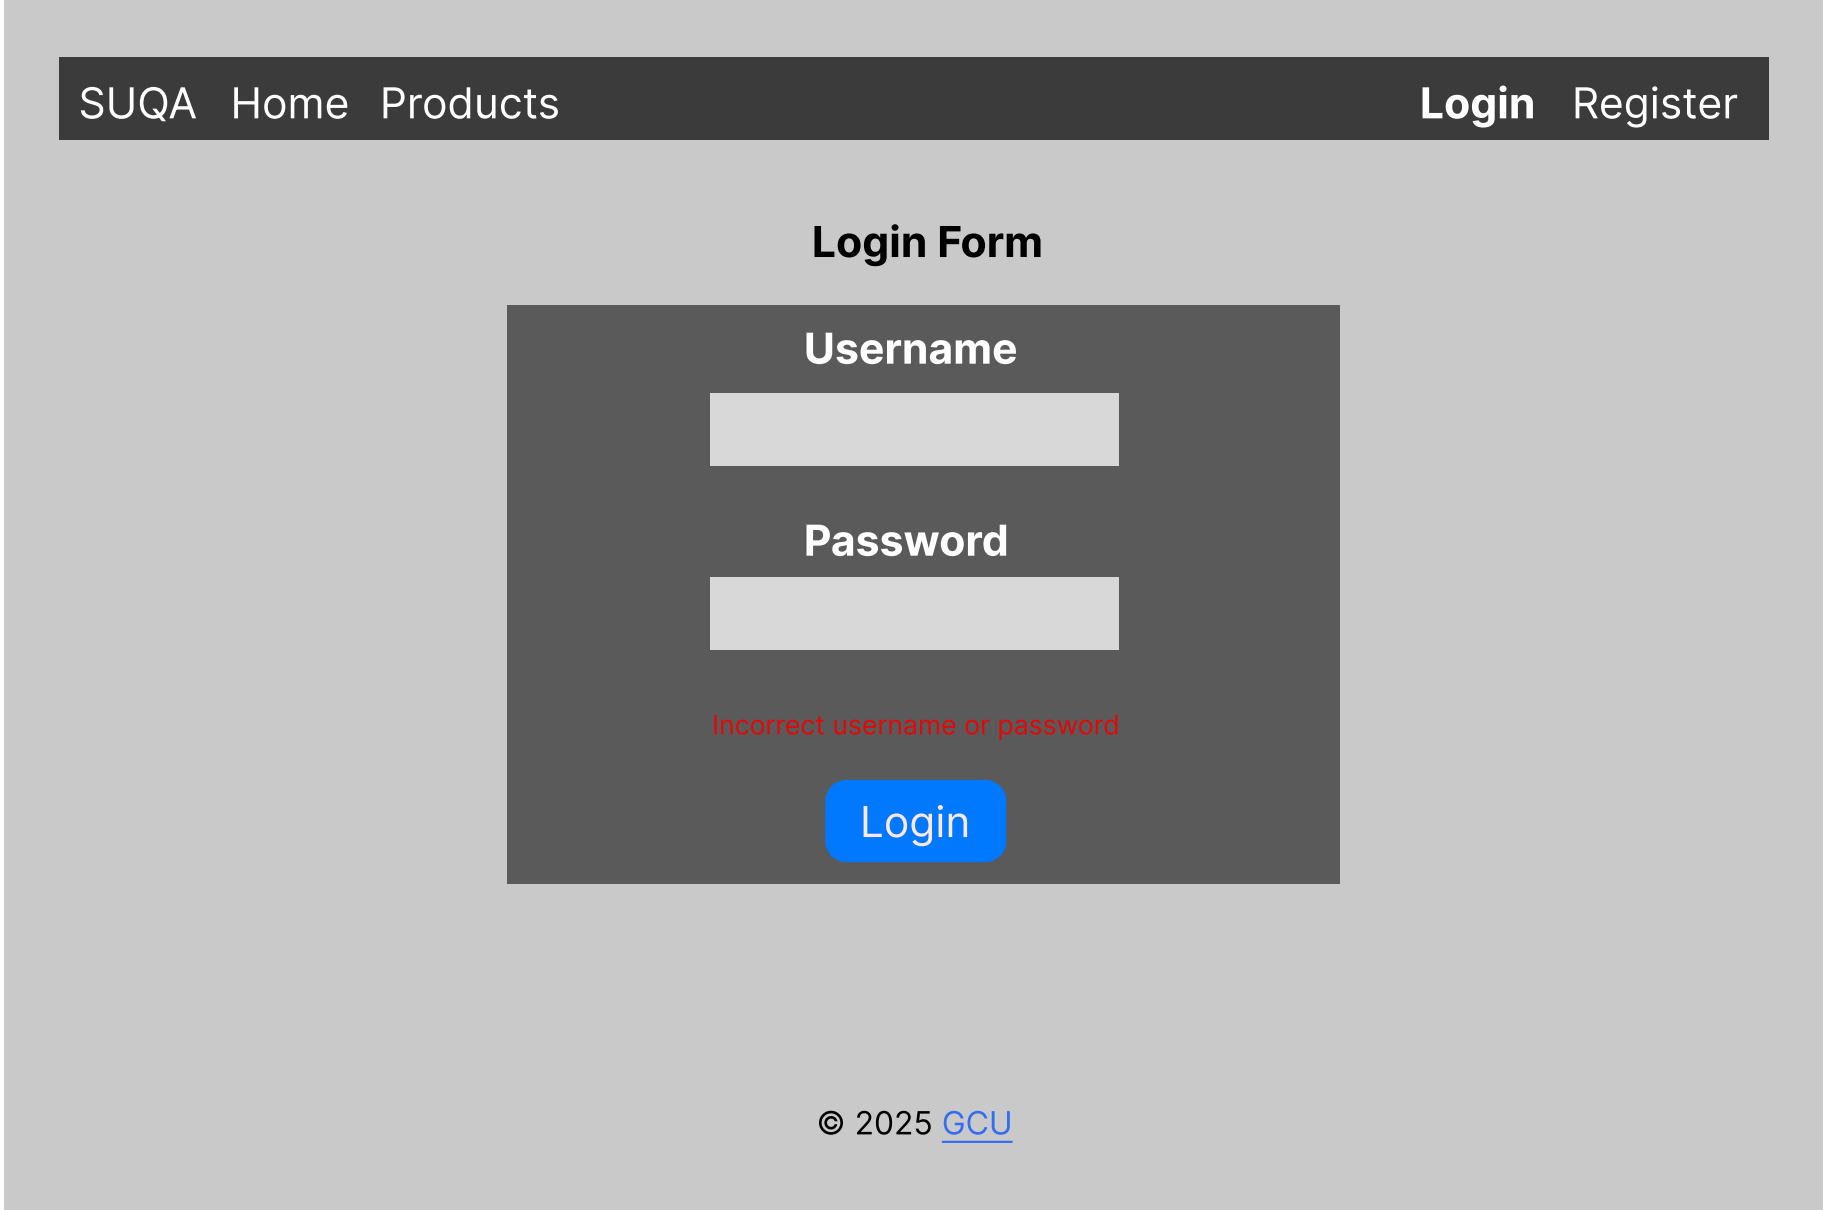 SUQA Home Products Login Register
Login Form
Username
Password
Incorrect username or password
Login
© 2025 GCU